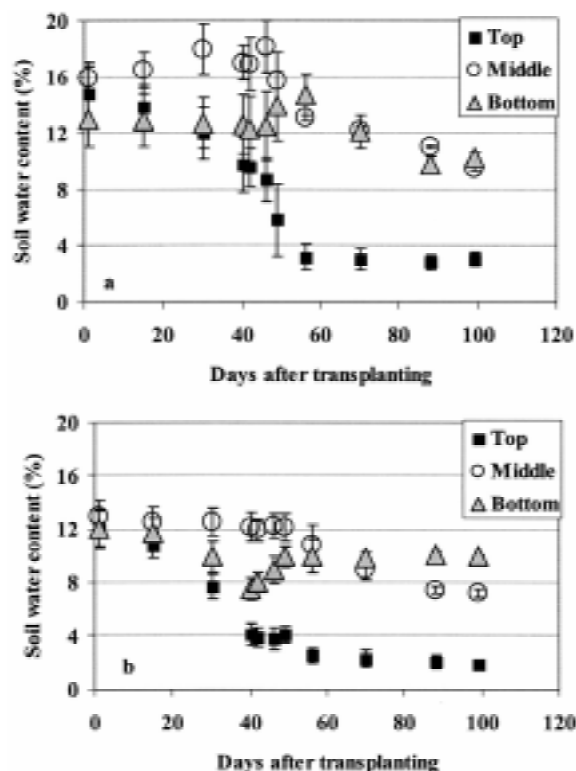 20
16
12
8
4
0
Soil water content (%)
Top
Middle
Bottom
a
0 20 40 60 80 100 120
Days after transplanting
20
16
12
8
4
0
Soil water content (%)
Top
Middle
Bottom
b
0 20 40 60 80 100 120
Days after transplanting